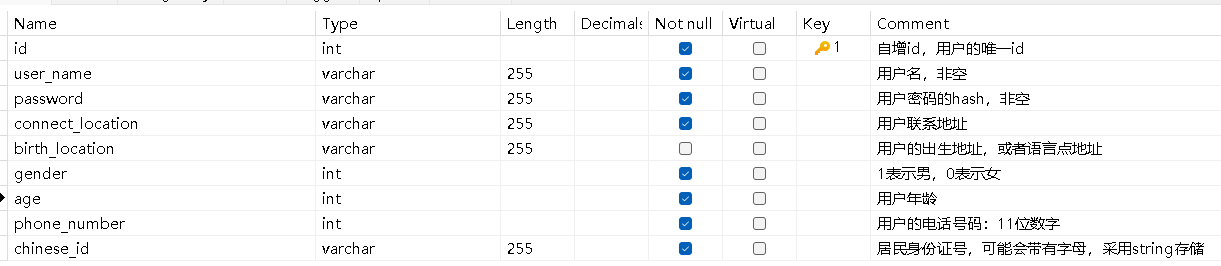 Name Type Length Decimals Not null Virtual Key Comment
id int 1 自增id，用户的唯一id
user_name varchar 255 用户名，非空
password varchar 255 用户密码的hash，非空
connect_location varchar 255 用户联系地址
birth_location varchar 255 用户的出生地址，或者语言点地址
gender int 1表示男，0表示女
age int 用户年龄
phone_number int 用户的电话号码：11位数字
chinese_id varchar 255 居民身份证号，可能会带有字母，采用string存储